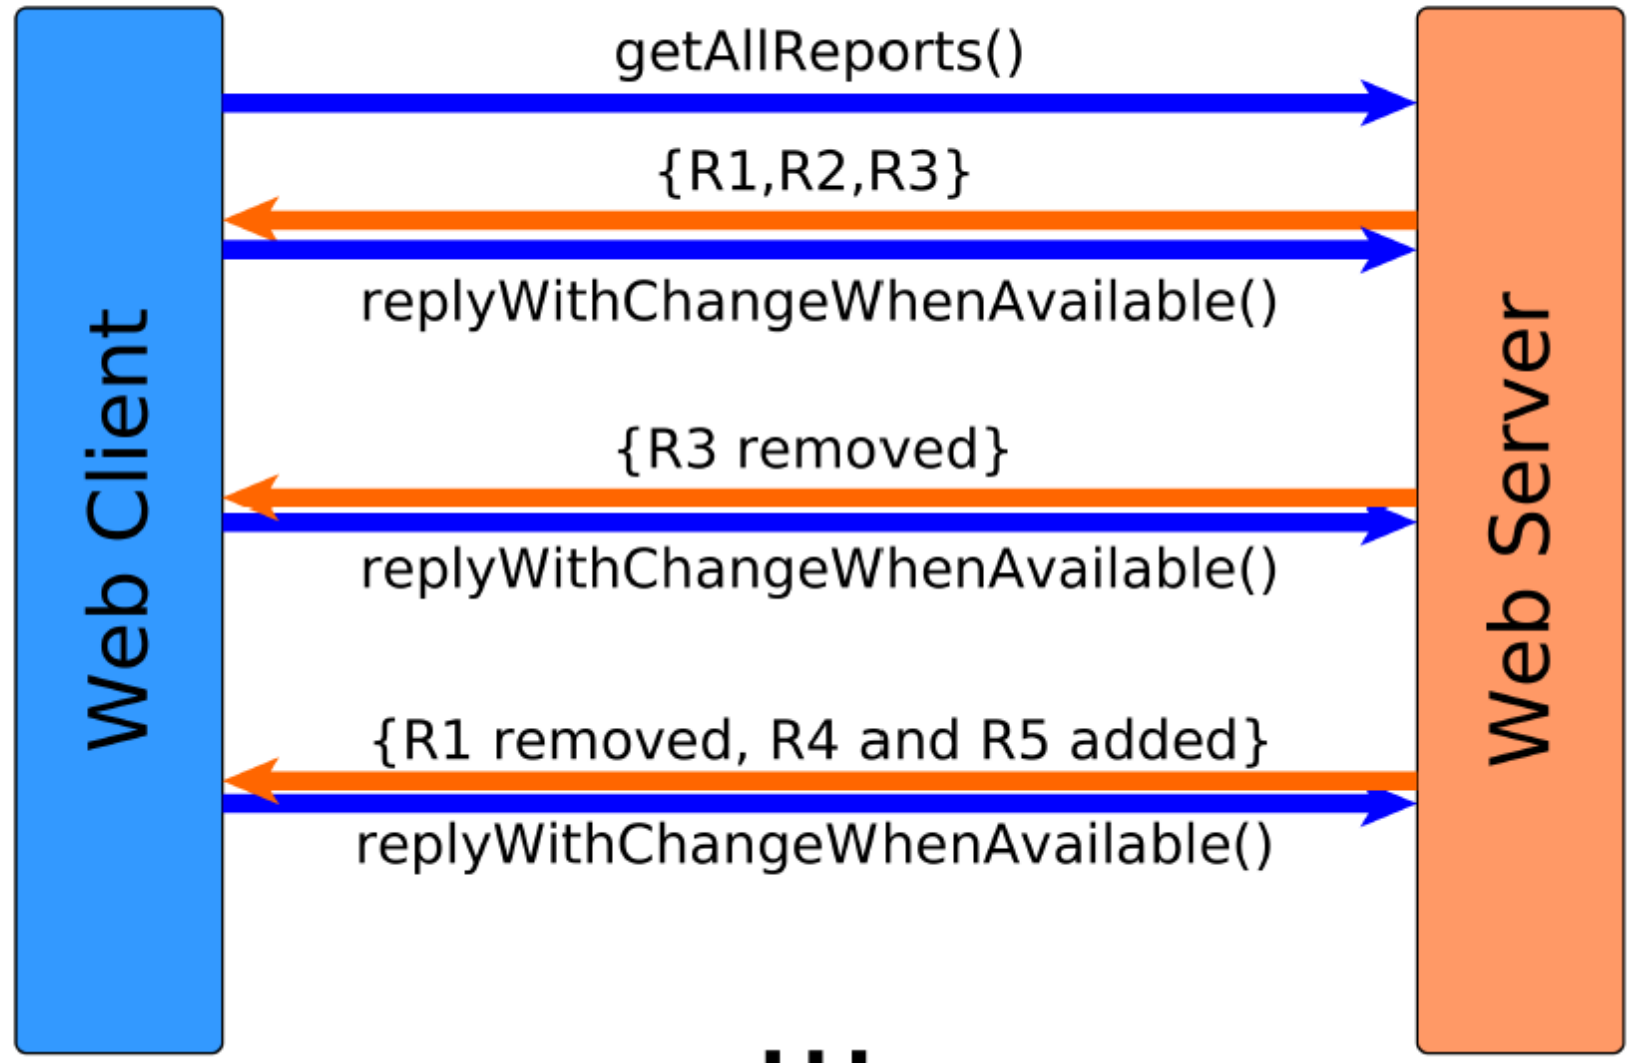 getAllReports()
{R1,R2,R3}
replyWithChangeWhenAvailable()
{R3 removed}
replyWithChangeWhenAvailable()
{R1 removed, R4 and R5 added}
replyWithChangeWhenAvailable()
...
Web Client
Web Server